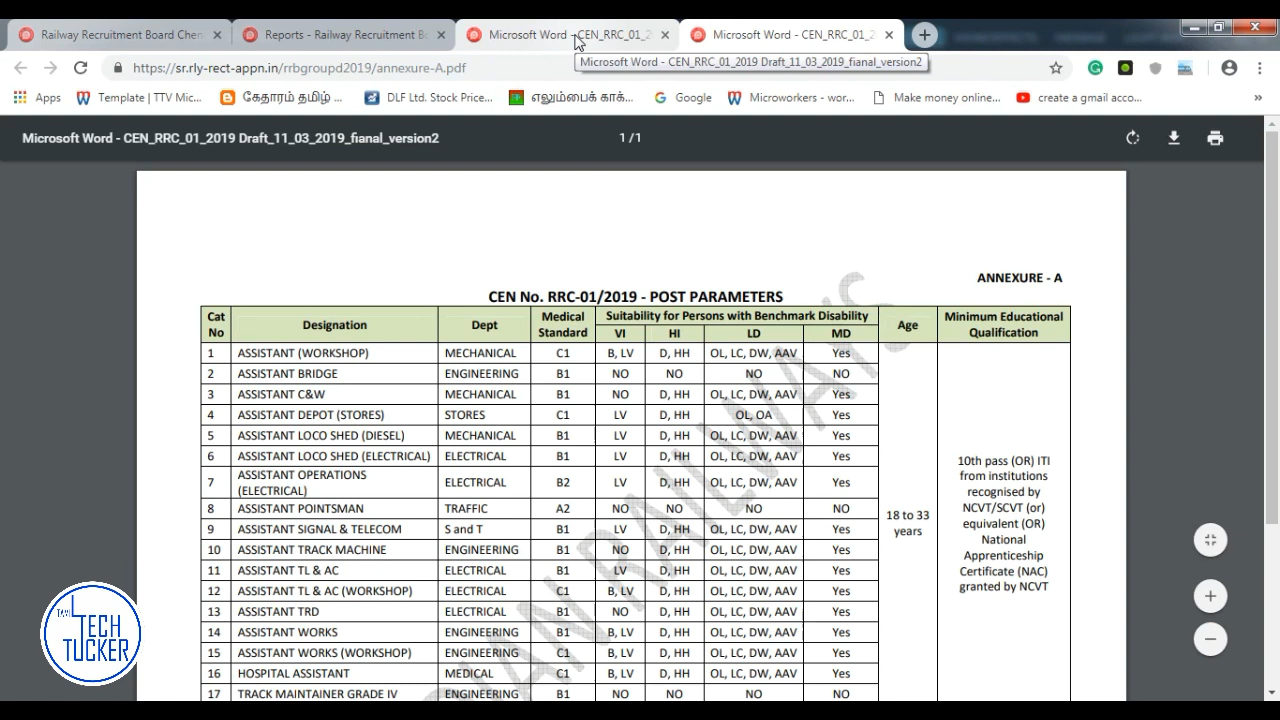 Railway Recruitment Board Chen
Reports - Railway Recruitment B
Microsoft Wo
CEN_RRC_01_2
Microsoft Word - CEN_RRC_01_2
https://sr.rly-rect-appn.in/rrbgroupd2019/annexure-A.pdf
Microsoft Word - CEN_RRC_01_2019 Draft_11_03_2019_fianal_version2
Apps
Template | TTV Mic...
கேதாரம் தமிழ் ...
DLF Ltd. Stock Price...
எலும்பைக் காக்...
Google
Microworkers - wor...
Make money online...
create a gmail acco...
»
Microsoft Word - CEN_RRC_01_2019 Draft_11_03_2019_fianal_version2
1 / 1
ANNEXURE - A
CEN No. RRC-01/2019 - POST PARAMETERS
Cat No Designation Dept Medical Standard Suitability for Persons with Benchmark Disability Age Minimum Educational Qualification
VI HI LD MD
1 ASSISTANT (WORKSHOP) MECHANICAL C1 B, LV D, HH OL, LC, DW, AAV Yes
2 ASSISTANT BRIDGE ENGINEERING B1 NO NO NO NO
3 ASSISTANT C&W MECHANICAL B1 NO D, HH OL, LC, DW, AAV Yes
4 ASSISTANT DEPOT (STORES) STORES C1 LV D, HH OL, OA Yes
5 ASSISTANT LOCO SHED (DIESEL) MECHANICAL B1 LV D, HH OL, LC, DW, AAV Yes
6 ASSISTANT LOCO SHED (ELECTRICAL) ELECTRICAL B1 LV D, HH OL, LC, DW, AAV Yes
7 ASSISTANT OPERATIONS (ELECTRICAL) ELECTRICAL B2 LV D, HH OL, LC, DW, AAV Yes
8 ASSISTANT POINTSMAN TRAFFIC A2 NO NO NO NO
9 ASSISTANT SIGNAL & TELECOM S and T B1 LV D, HH OL, LC, DW, AAV Yes
10 ASSISTANT TRACK MACHINE ENGINEERING B1 NO D, HH OL, LC, DW, AAV Yes
11 ASSISTANT TL & AC ELECTRICAL B1 LV D, HH OL, LC, DW, AAV Yes
12 ASSISTANT TL & AC (WORKSHOP) ELECTRICAL C1 B, LV D, HH OL, LC, DW, AAV Yes
13 ASSISTANT TRD ELECTRICAL B1 NO D, HH OL, LC, DW, AAV Yes
14 ASSISTANT WORKS ENGINEERING B1 B, LV D, HH OL, LC, DW, AAV Yes
15 ASSISTANT WORKS (WORKSHOP) ENGINEERING C1 B, LV D, HH OL, LC, DW, AAV Yes
16 HOSPITAL ASSISTANT MEDICAL C1 B, LV D, HH OL, LC, DW, AAV Yes
17 TRACK MAINTAINER GRADE IV ENGINEERING B1 NO NO NO NO
18 to 33
years
10th pass (OR) ITI
from institutions
recognised by
NCVT/SCVT (or)
equivalent (OR)
National
Apprenticeship
Certificate (NAC)
granted by NCVT
IAN RAILWAYS
TAMIL
TECH
TUCKER